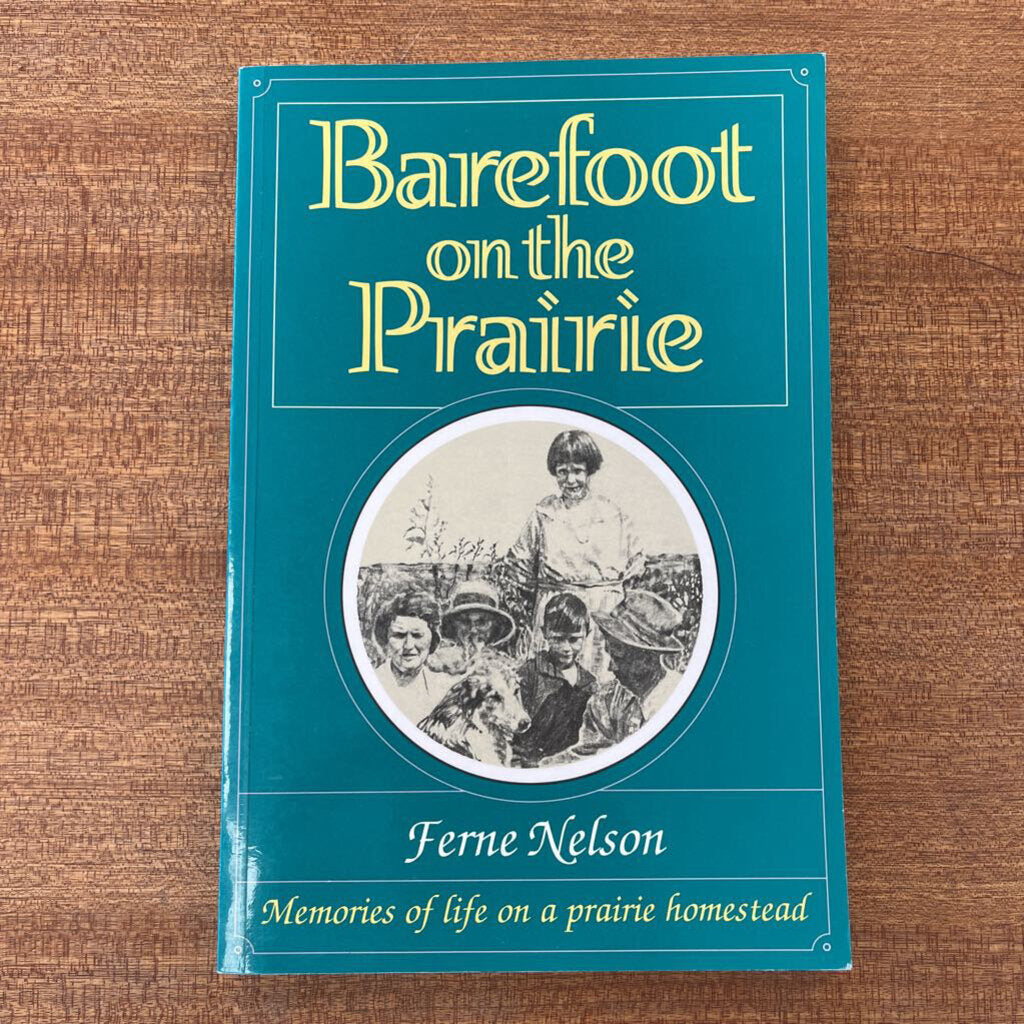 Barefoot
on the
Prairie
Ferne Nelson
Memories of life on a prairie homestead